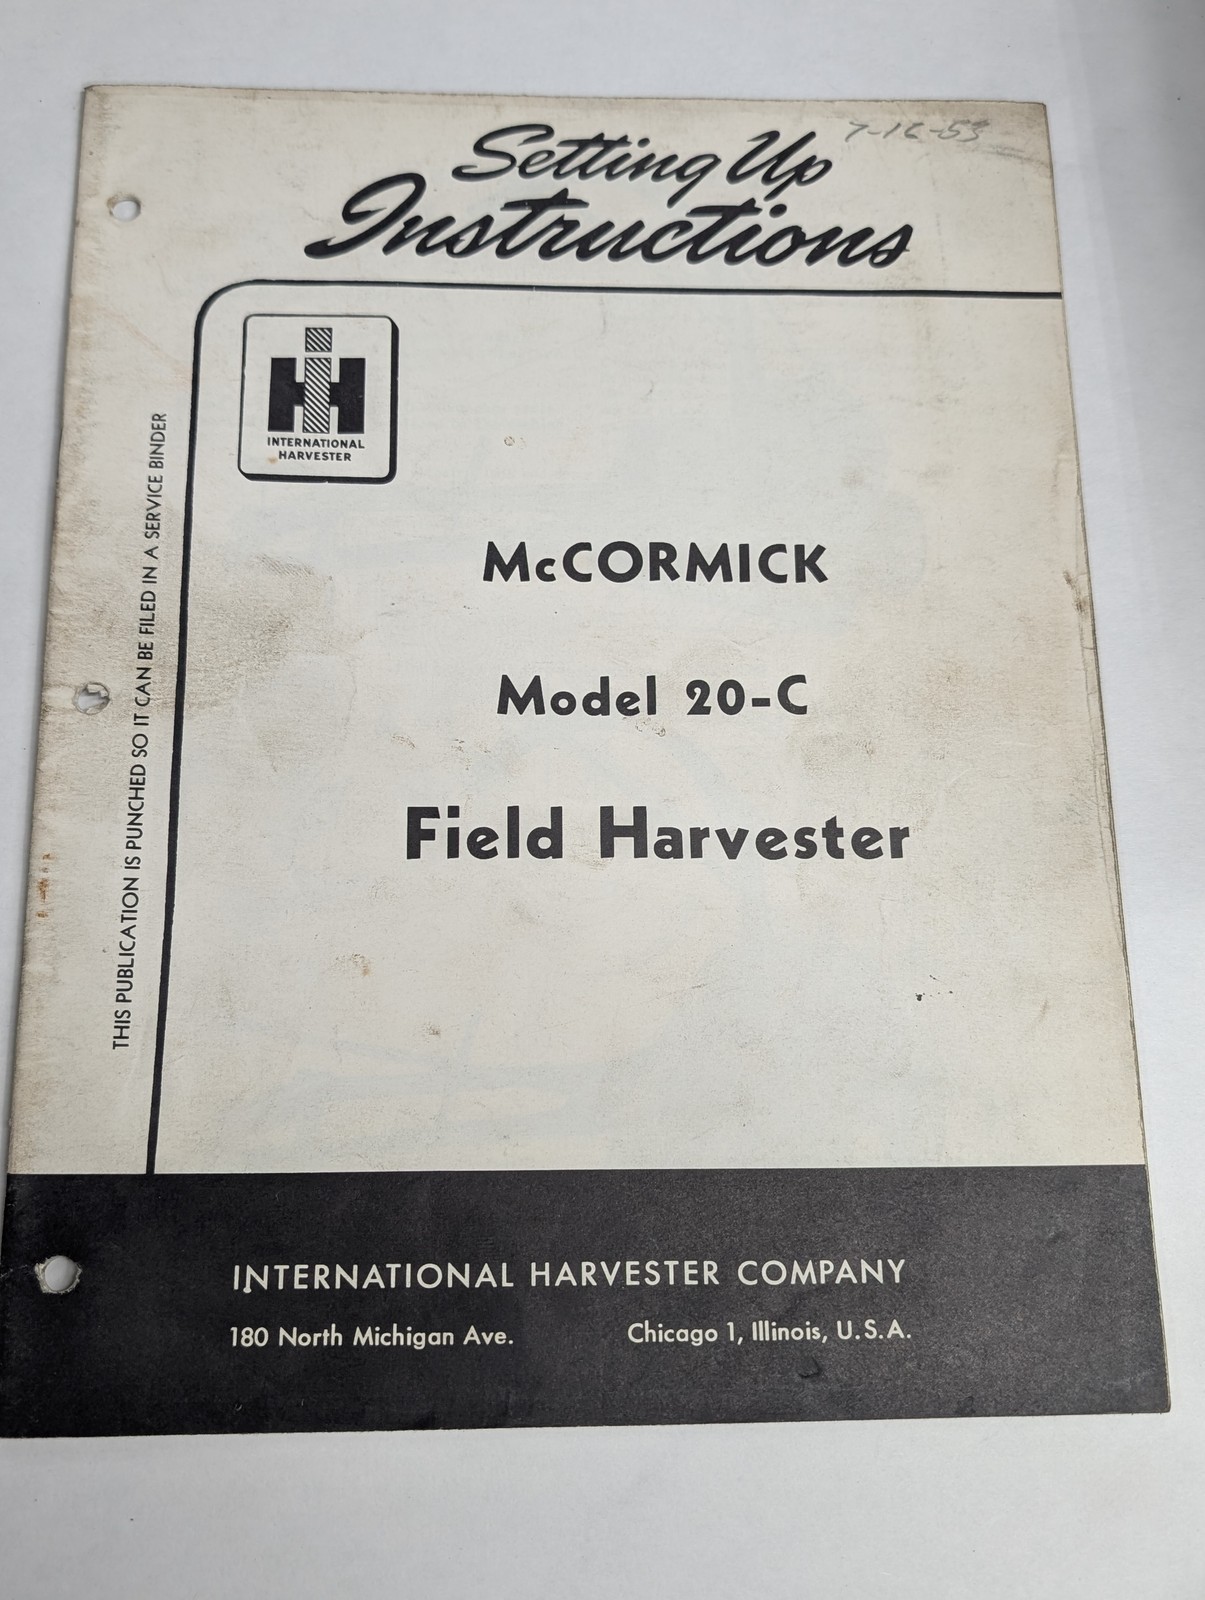 7-16-53
Setting Up
Instructions
IH
INTERNATIONAL
HARVESTER
McCORMICK
Model 20-C
Field Harvester
THIS PUBLICATION IS PUNCHED SO IT CAN BE FILED IN A SERVICE BINDER
INTERNATIONAL HARVESTER COMPANY
180 North Michigan Ave. Chicago 1, Illinois, U.S.A.